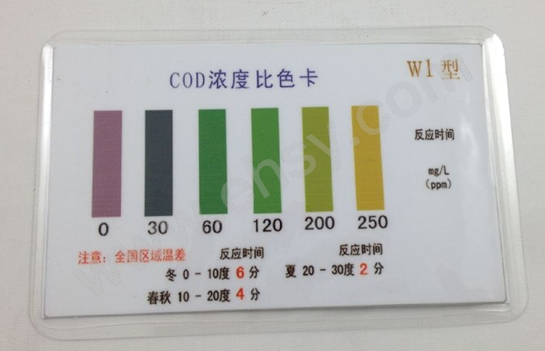 W1型
COD浓度比色卡
反应时间
mg/L
(ppm)
0 30 60 120 200 250
注意：全国区域温差 反应时间 反应时间
冬 0 - 10度 6 分 夏 20 - 30度 2 分
春秋 10 - 20度 4 分
www.ehsy.com